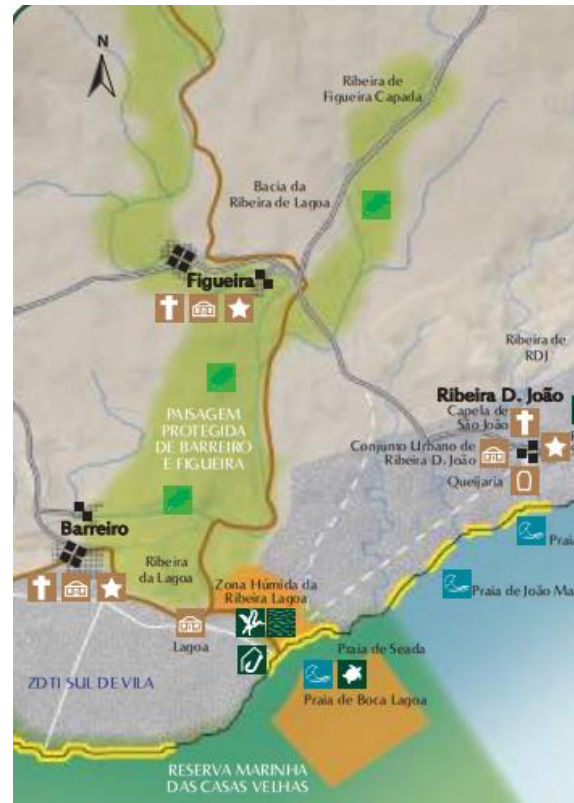 N
Ribeira de
Figueira Capada
Bacia da
Ribeira de Lagoa
Figueira
Ribeira de
RDJ
Ribeira D. João
Capela de
São João
Conjunto Urbano de
Ribeira D. João
Queijaria
PAISAGEM
PROTEGIDA
DE BARREIRO
E FIGUEIRA
Barreiro
Ribeira
da Lagoa
Zona Húmida da
Ribeira Lagoa
Lagoa
Praia de João Ma
Praia de Seada
Praia de Boca Lagoa
ZDTI SUL DE VILA
RESERVA MARINHA
DAS CASAS VELHAS